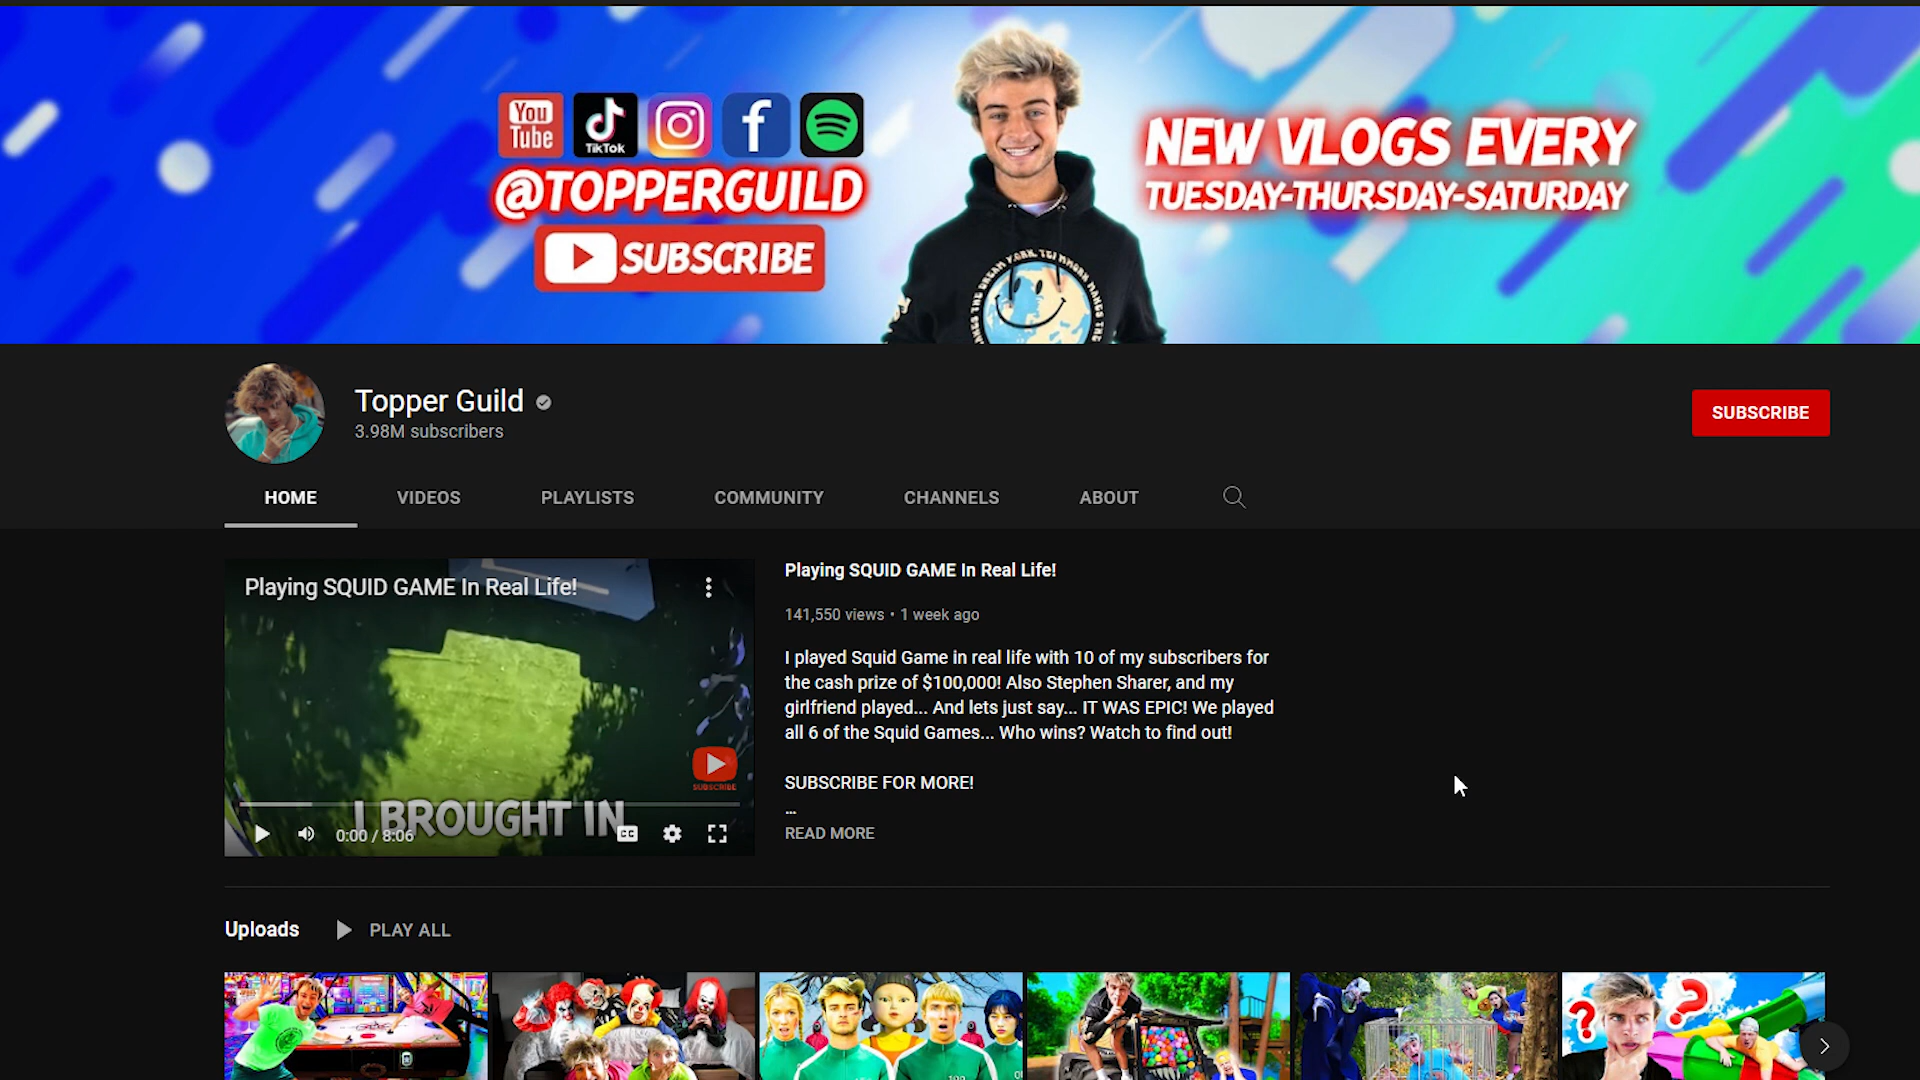 You
Tube
TikTok
@TOPPERGUILD
SUBSCRIBE
NEW VLOGS EVERY
TUESDAY-THURSDAY-SATURDAY
Topper Guild
3.98M subscribers
SUBSCRIBE
HOME
VIDEOS
PLAYLISTS
COMMUNITY
CHANNELS
ABOUT
Playing SQUID GAME In Real Life!
I BROUGHT IN
SUBSCRIBE
0:00 / 8:06
CC
Playing SQUID GAME In Real Life!
141,550 views • 1 week ago
I played Squid Game in real life with 10 of my subscribers for
the cash prize of $100,000! Also Stephen Sharer, and my
girlfriend played... And lets just say... IT WAS EPIC! We played
all 6 of the Squid Games... Who wins? Watch to find out!
SUBSCRIBE FOR MORE!
...
READ MORE
Uploads
PLAY ALL
? ?